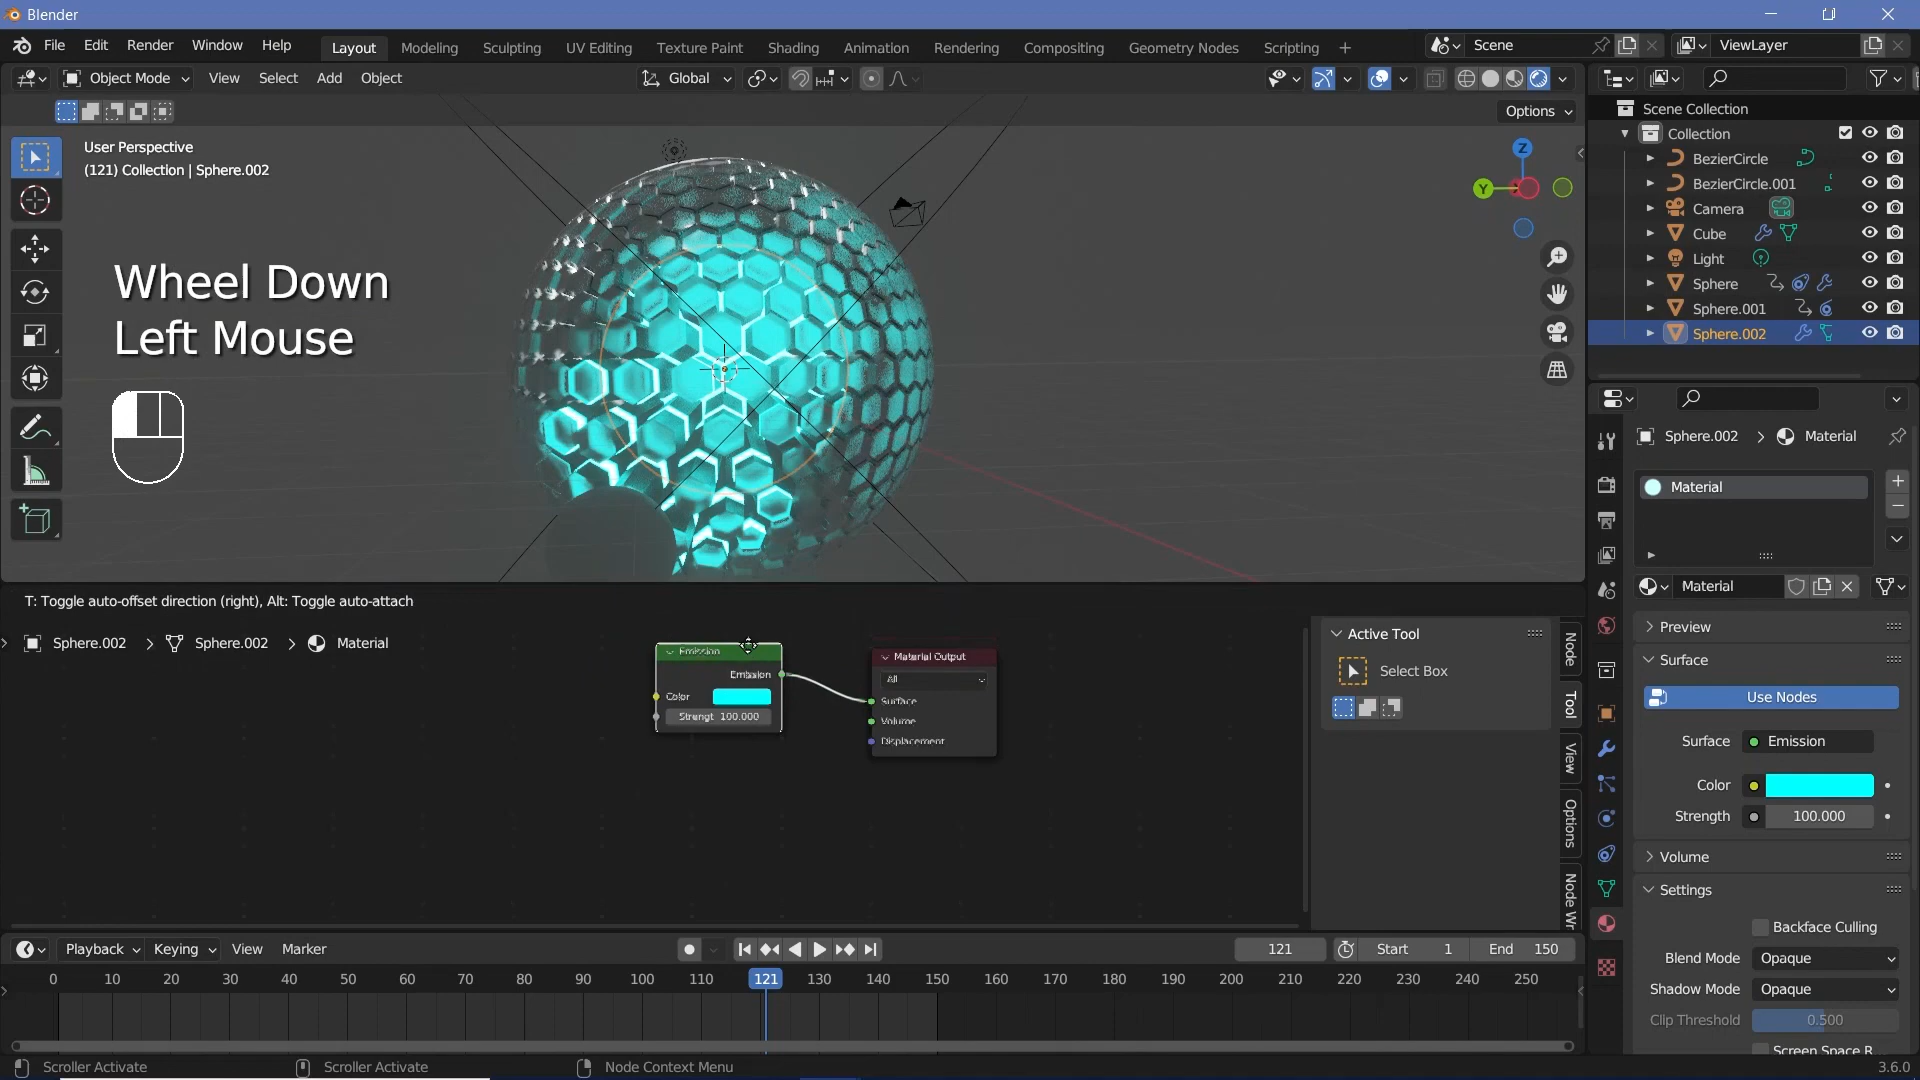 Blender
File Edit Render Window Help
Layout Modeling Sculpting UV Editing Texture Paint Shading Animation Rendering Compositing Geometry Nodes Scripting +
Scene
ViewLayer
Object Mode View Select Add Object
Global
Options
User Perspective
(121) Collection | Sphere.002
Wheel Down
Left Mouse
Z
Y
Scene Collection
Collection
BezierCircle
BezierCircle.001
Camera
Cube
Light
Sphere
Sphere.001
Sphere.002
Sphere.002 > Material
Material
Material
Preview
Surface
Use Nodes
Surface Emission
Color
Strength 100.000
Volume
Settings
Backface Culling
Blend Mode Opaque
Shadow Mode Opaque
Clip Threshold 0.500
Screen Space R
T: Toggle auto-offset direction (right), Alt: Toggle auto-attach
Sphere.002 > Sphere.002 > Material
Emission
Emission
Color
Strengt 100.000
Material Output
All
Surface
Volume
Displacement
Active Tool
Select Box
Node
Tool
View
Options
Node Wr
Playback Keying View Marker
121
Start 1
End 150
0 10 20 30 40 50 60 70 80 90 100 110 121 130 140 150 160 170 180 190 200 210 220 230 240 250
Scroller Activate
Scroller Activate
Node Context Menu
3.6.0